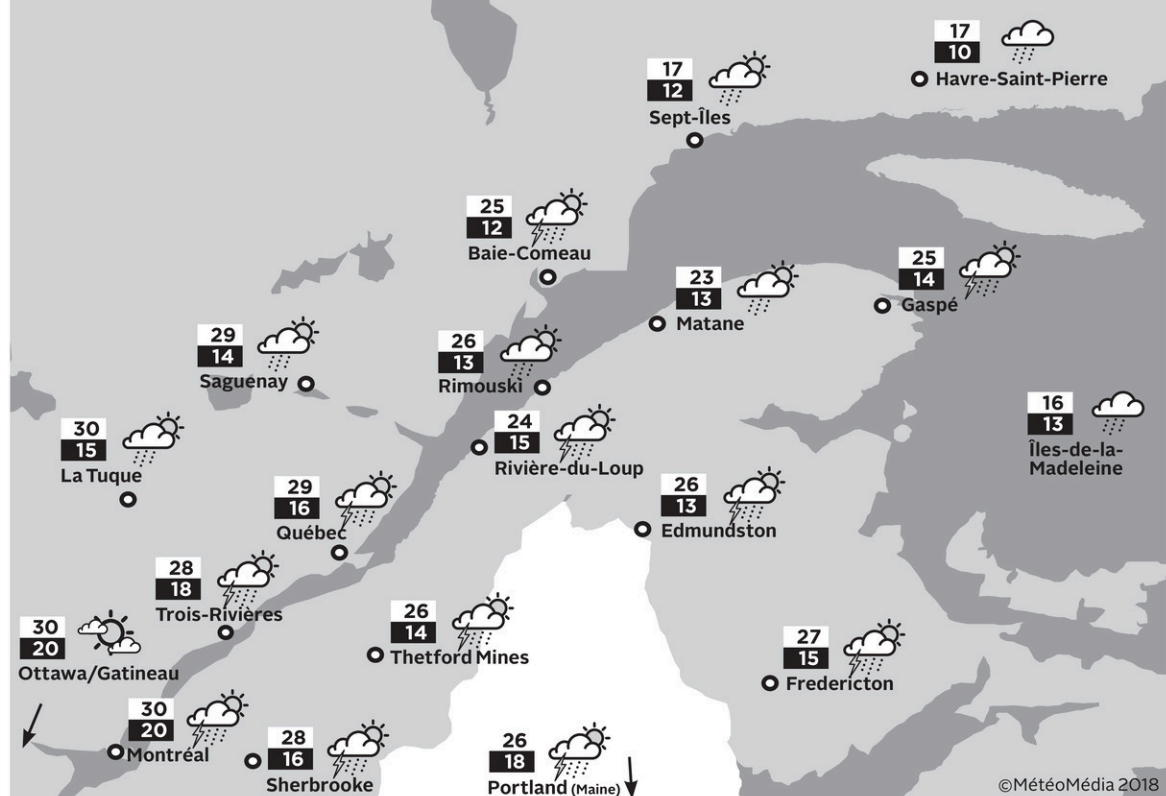 17
10
Havre-Saint-Pierre
17
12
Sept-Îles
25
12
Baie-Comeau
25
14
Gaspé
23
13
Matane
29
14
Saguenay
26
13
Rimouski
16
13
Îles-de-la-
Madeleine
30
15
La Tuque
24
15
Rivière-du-Loup
29
16
Québec
26
13
Edmundston
28
18
Trois-Rivières
26
14
Thetford Mines
30
20
Ottawa/Gatineau
27
15
Fredericton
30
20
Montréal
28
16
Sherbrooke
26
18
Portland (Maine)
©MétéoMédia 2018